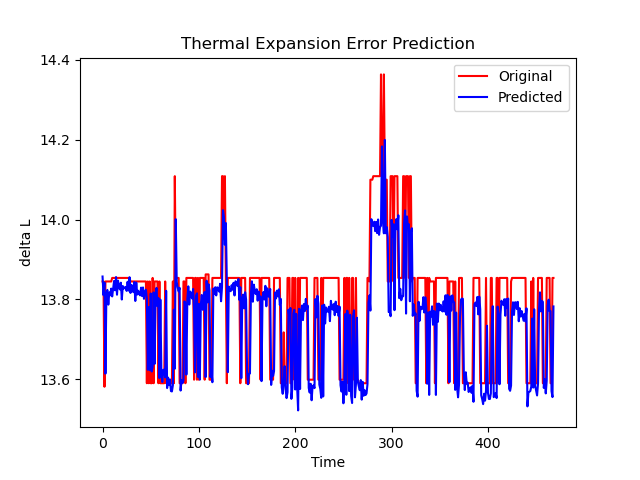 Thermal Expansion Error Prediction
Original
Predicted
14.4
14.2
14.0
13.8
13.6
delta L
0 100 200 300 400
Time